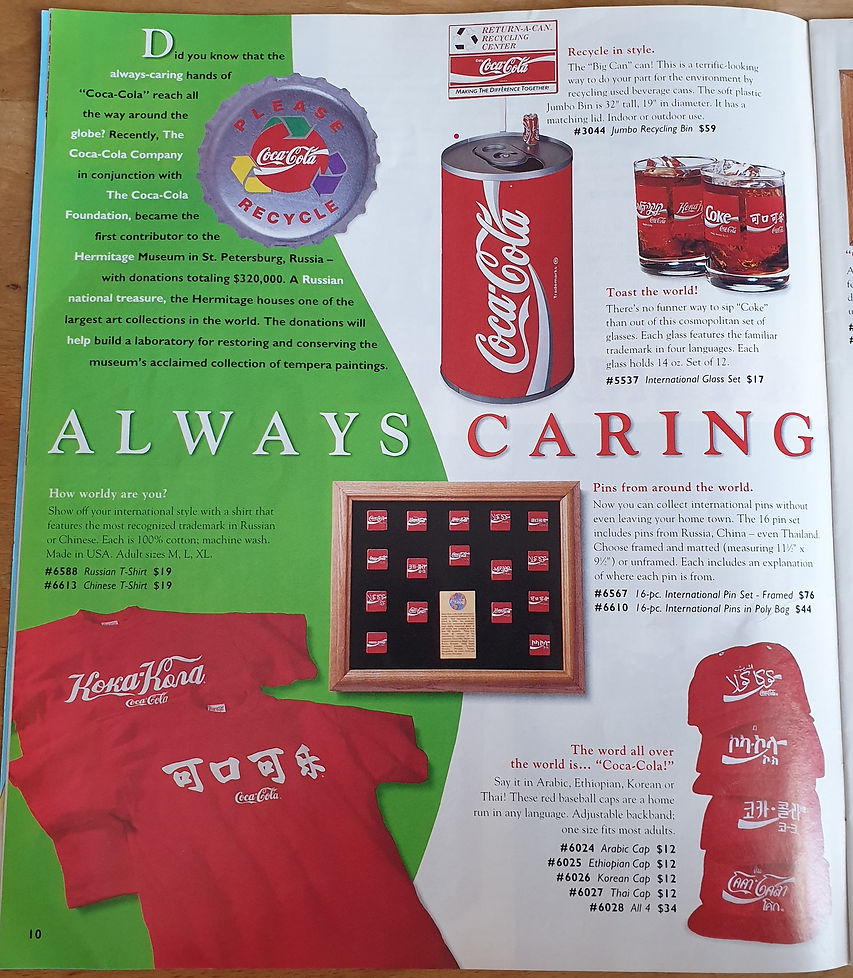 Did you know that the
always-caring hands of
"Coca-Cola" reach all
the way around the
globe? Recently, The
Coca-Cola Company
in conjunction with
The Coca-Cola
Foundation, became the
first contributor to the
Hermitage Museum in St. Petersburg, Russia –
with donations totaling $320,000. A Russian
national treasure, the Hermitage houses one of the
largest art collections in the world. The donations will
help build a laboratory for restoring and conserving the
museum's acclaimed collection of tempera paintings.
PLEASE
Coca-Cola
RECYCLE
RETURN-A-CAN
RECYCLING
CENTER
Coca-Cola
MAKING THE DIFFERENCE TOGETHER!
Recycle in style.
The "Big Can" can! This is a terrific-looking
way to do your part for the environment by
recycling used beverage cans. The soft plastic
Jumbo Bin is 32" tall, 19" in diameter. It has a
matching lid. Indoor or outdoor use.
#3044 Jumbo Recycling Bin $59
Coca-Cola
Trademark ®
Coke
Coca-Cola
可口可乐
Toast the world!
There's no funner way to sip "Coke"
than out of this cosmopolitan set of
glasses. Each glass features the familiar
trademark in four languages. Each
glass holds 14 oz. Set of 12.
#5537 International Glass Set $17
ALWAYS CARING
How worldy are you?
Show off your international style with a shirt that
features the most recognized trademark in Russian
or Chinese. Each is 100% cotton; machine wash.
Made in USA. Adult sizes M, L, XL.
#6588 Russian T-Shirt $19
#6613 Chinese T-Shirt $19
Кока-Кола
Coca-Cola
可口可乐
Coca-Cola
Pins from around the world.
Now you can collect international pins without
even leaving your home town. The 16 pin set
includes pins from Russia, China – even Thailand.
Choose framed and matted (measuring 11½" x
9½") or unframed. Each includes an explanation
of where each pin is from.
#6567 16-pc. International Pin Set - Framed $76
#6610 16-pc. International Pins in Poly Bag $44
The word all over
the world is... "Coca-Cola!"
Say it in Arabic, Ethiopian, Korean or
Thai! These red baseball caps are a home
run in any language. Adjustable backband;
one size fits most adults.
#6024 Arabic Cap $12
#6025 Ethiopian Cap $12
#6026 Korean Cap $12
#6027 Thai Cap $12
#6028 All 4 $34
ኮካ-ኮላ
ኮክ
코카·콜라
코-크
โคคา-โคลา
โค้ก
10